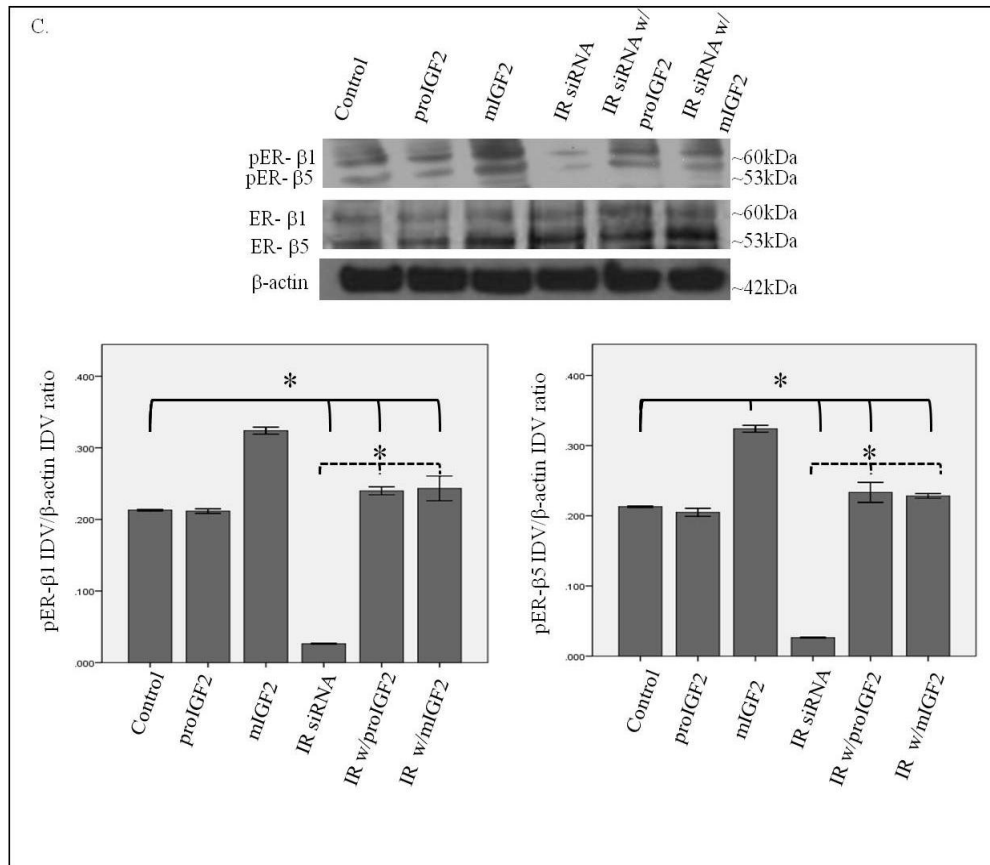 C.
Control
proIGF2
mIGF2
IR siRNA
IR siRNA w/
proIGF2
IR siRNA w/
mIGF2
pER- β1
~60kDa
pER- β5
~53kDa
ER- β1
~60kDa
ER- β5
~53kDa
β-actin
~42kDa
pER-β1 IDV/β-actin IDV ratio
.400
.300
.200
.100
.000
*
*
Control
proIGF2
mIGF2
IR siRNA
IR w/proIGF2
IR w/mIGF2
pER-β5 IDV/β-actin IDV ratio
.400
.300
.200
.100
.000
*
*
Control
proIGF2
mIGF2
IR siRNA
IR w/proIGF2
IR w/mIGF2